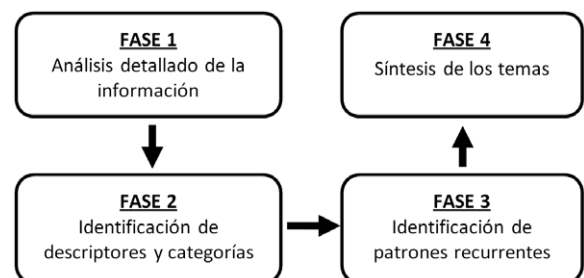 FASE 1
Análisis detallado de la
información
FASE 2
Identificación de
descriptores y categorías
FASE 3
Identificación de
patrones recurrentes
FASE 4
Síntesis de los temas